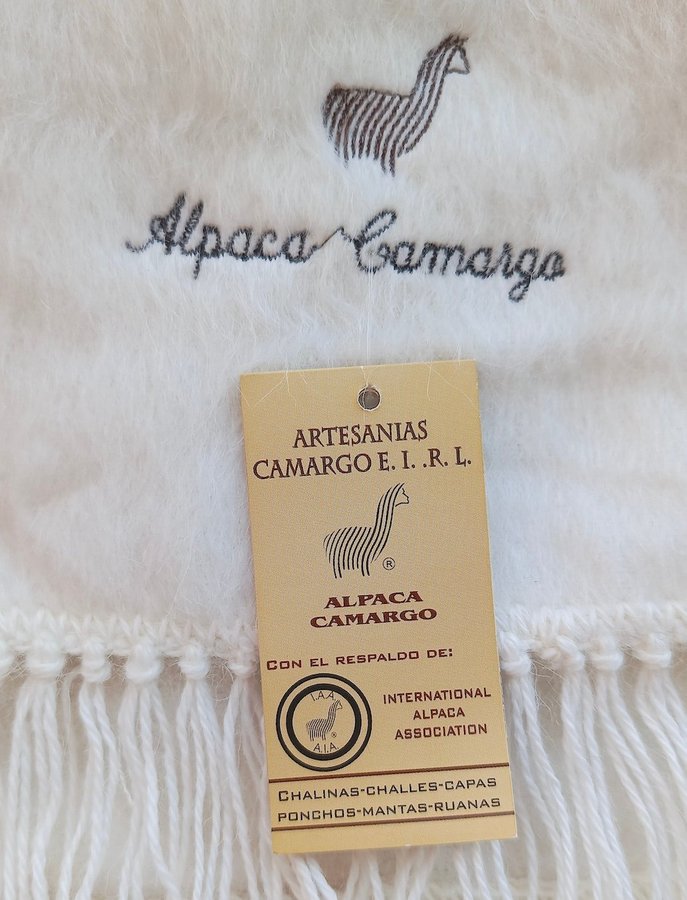 Alpaca Camargo
ARTESANIAS
CAMARGO E. I. .R. L.
®
ALPACA
CAMARGO
CON EL RESPALDO DE:
I.A.A
®
A.I.A.
INTERNATIONAL
ALPACA
ASSOCIATION
CHALINAS-CHALLES-CAPAS
PONCHOS-MANTAS-RUANAS